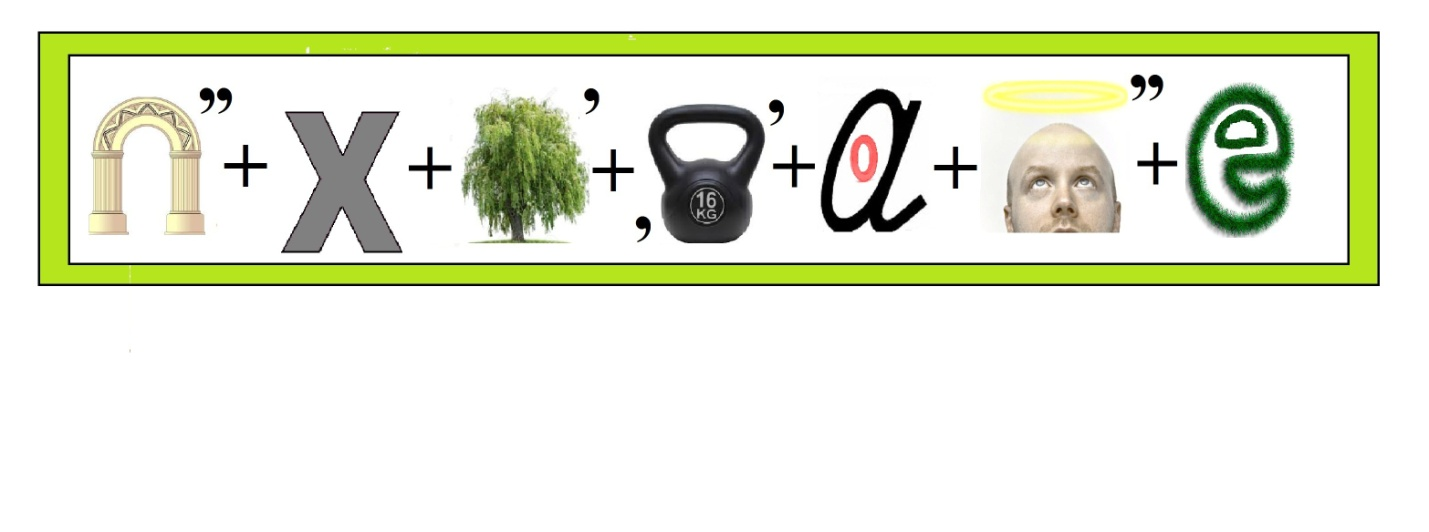 ” + X + ’ + , 16 KG ’ + a o + ” + e